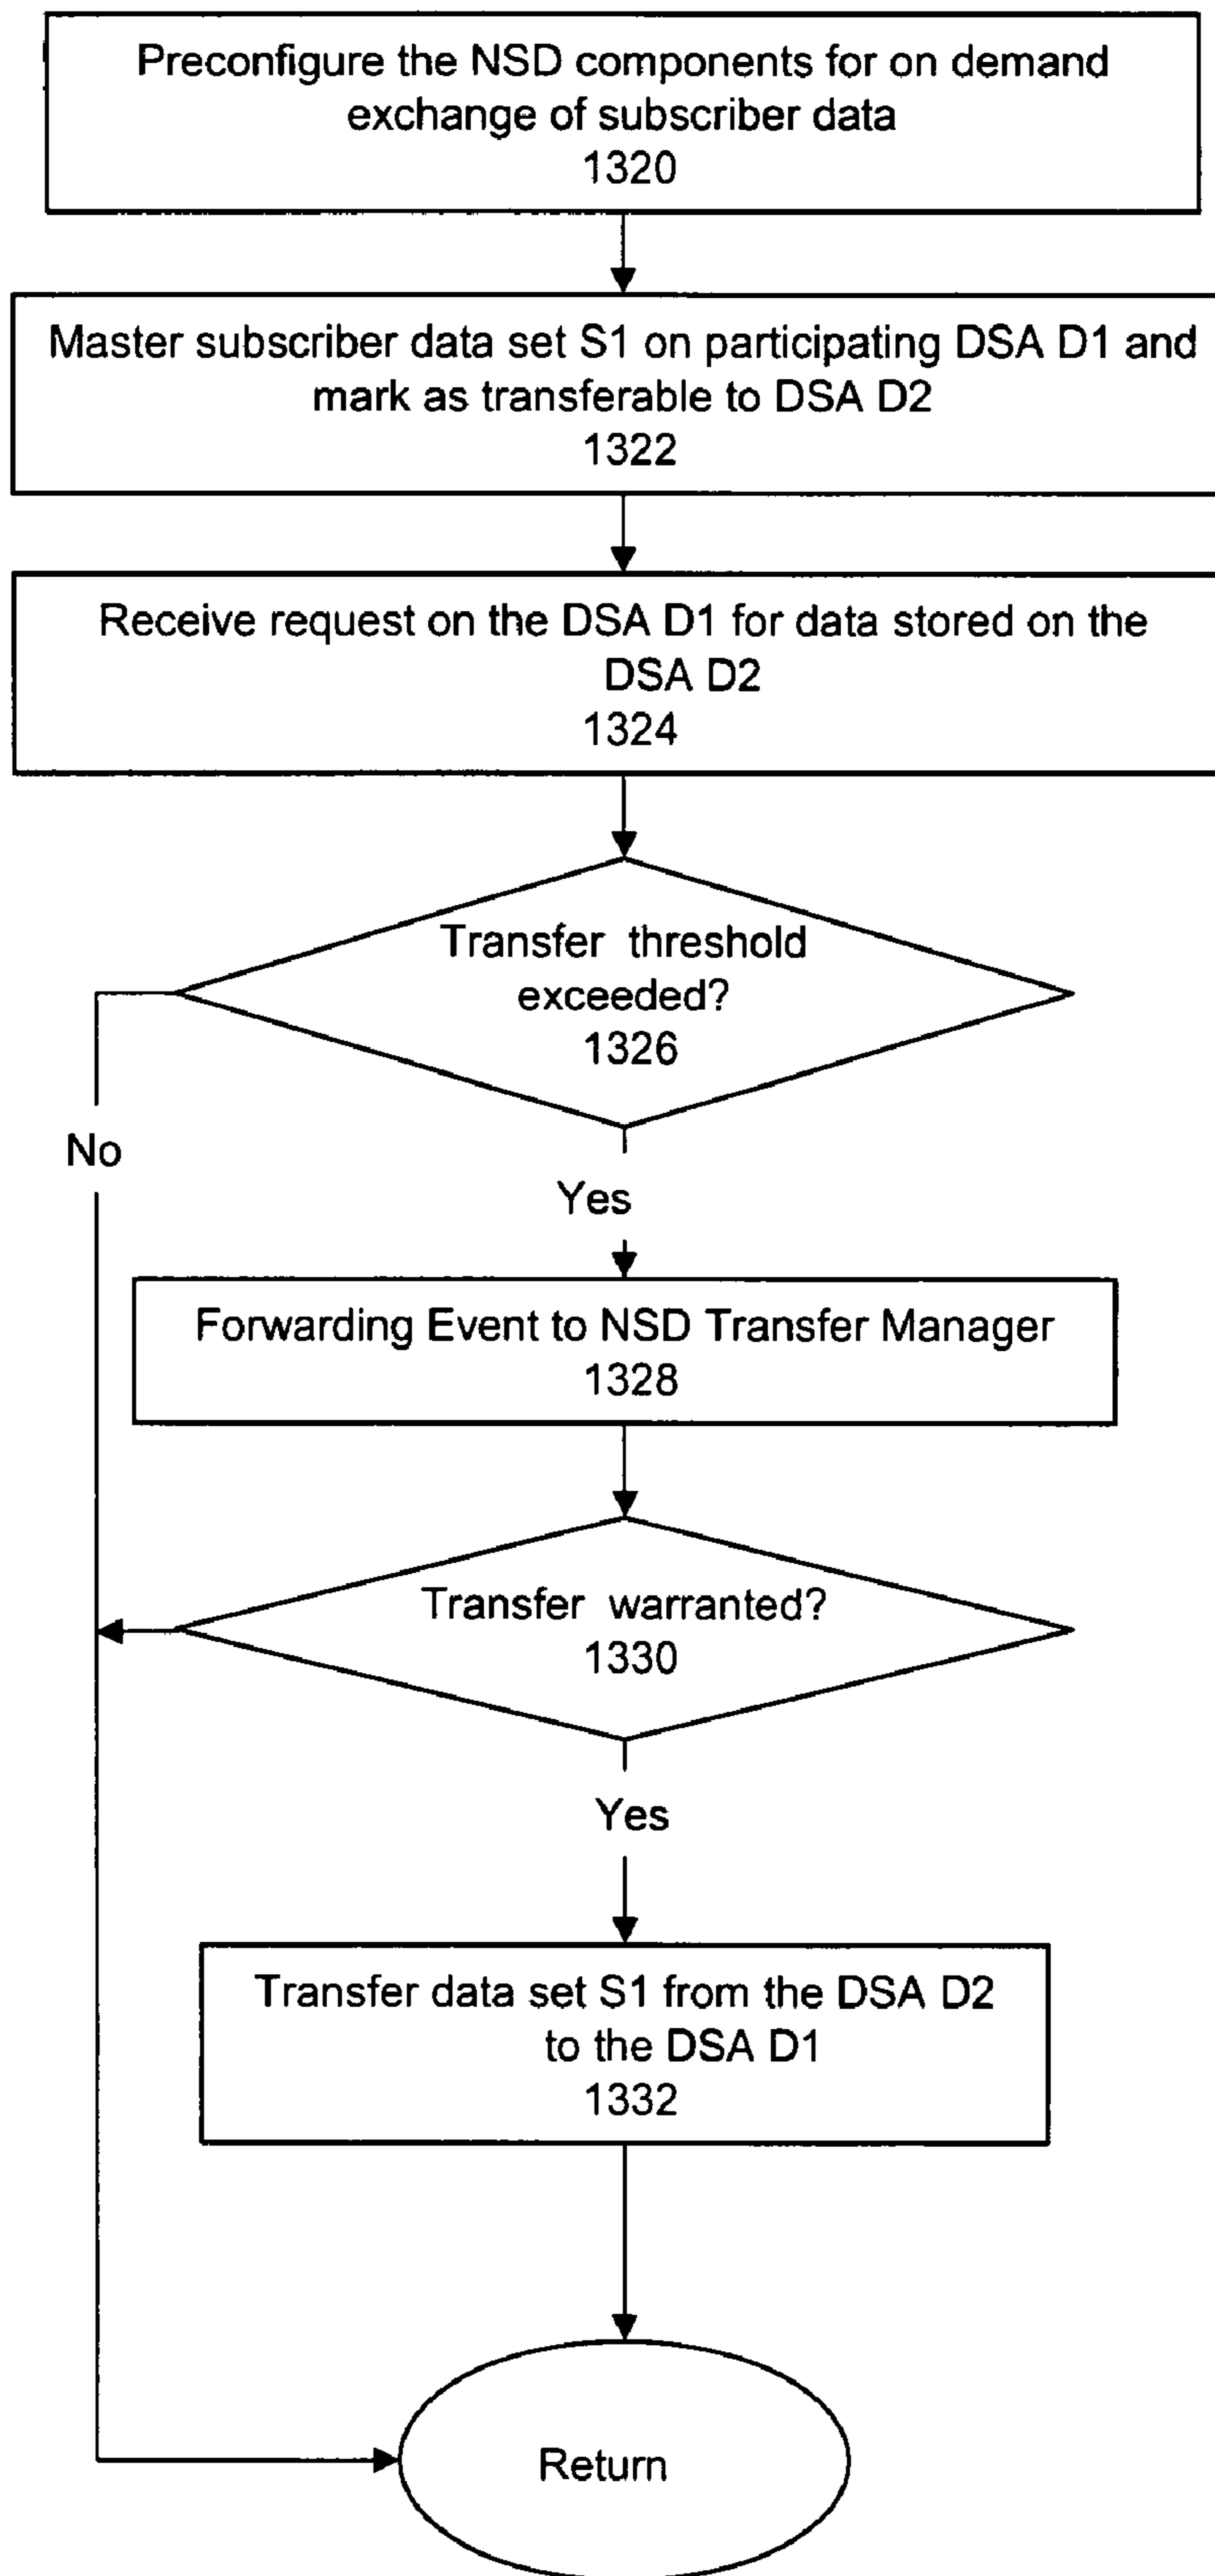 Preconfigure the NSD components for on demand
exchange of subscriber data
1320
Master subscriber data set S1 on participating DSA D1 and
mark as transferable to DSA D2
1322
Receive request on the DSA D1 for data stored on the
DSA D2
1324
Transfer threshold
exceeded?
1326
No
Yes
Forwarding Event to NSD Transfer Manager
1328
Transfer warranted?
1330
Yes
Transfer data set S1 from the DSA D2
to the DSA D1
1332
Return